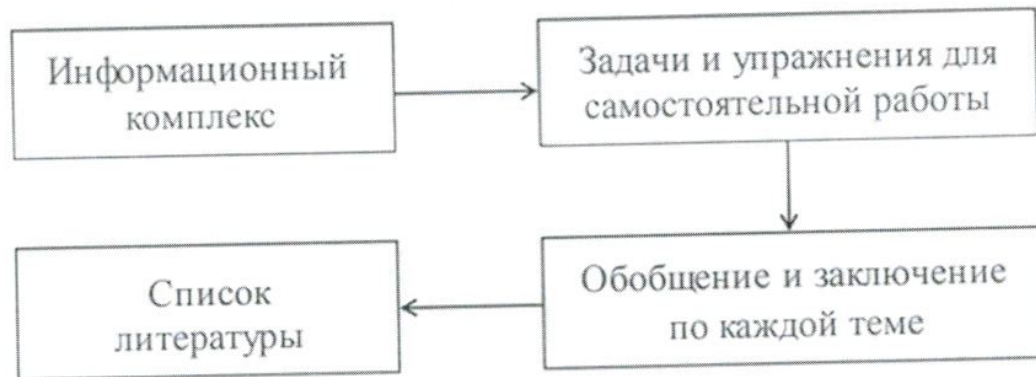 Информационный
комплекс
Задачи и упражнения для
самостоятельной работы
Обобщение и заключение
по каждой теме
Список
литературы